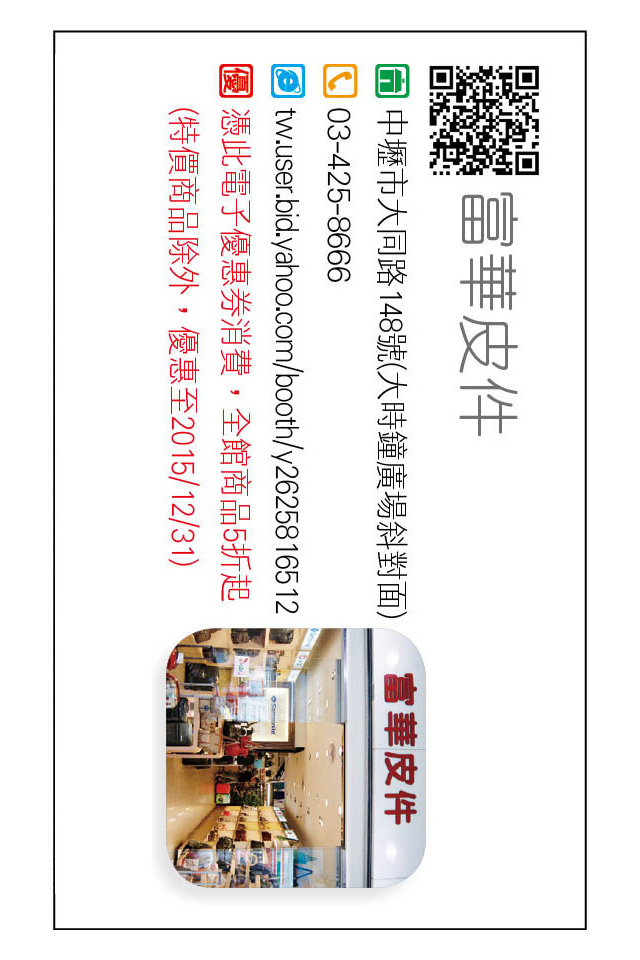 富華皮件
中壢市大同路148號(大時鐘廣場斜對面)
03-425-8666
tw.user.bid.yahoo.com/booth/y2625816512
優
憑此電子優惠券消費，全館商品5折起
(特價商品除外，優惠至2015/12/31)
富華皮件
Samsonite